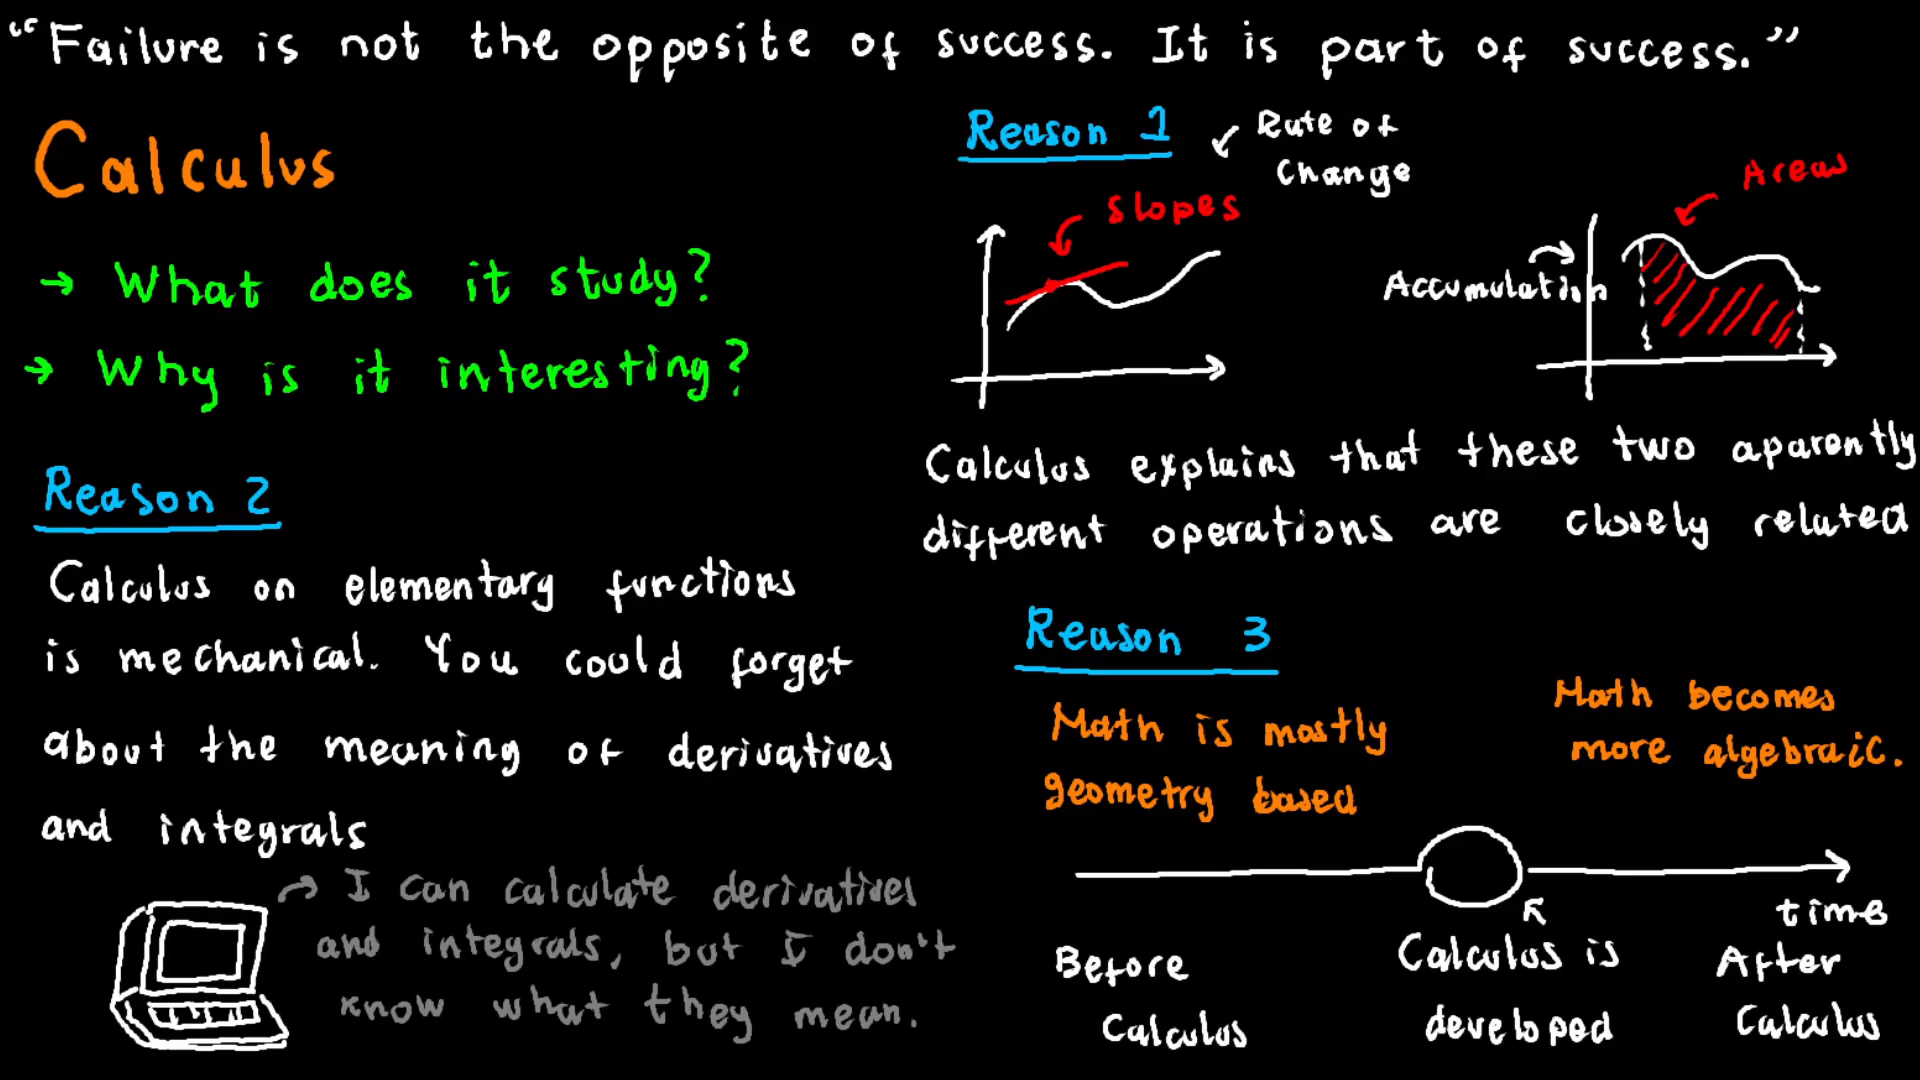 "Failure is not the opposite of success. It is part of success."
Calculus
→ What does it study?
→ Why is it interesting?
Reason 1
Rate of
Change
Slopes
Areas
Accumulation
Calculus explains that these two aparently
different operations are closely related
Reason 2
Calculus on elementary functions
is mechanical. You could forget
about the meaning of derivatives
and integrals
I can calculate derivatives
and integrals, but I don't
know what they mean.
Reason 3
Math is mostly
geometry based
Math becomes
more algebraic.
time
Before
Calculus
Calculus is
developed
After
Calculus